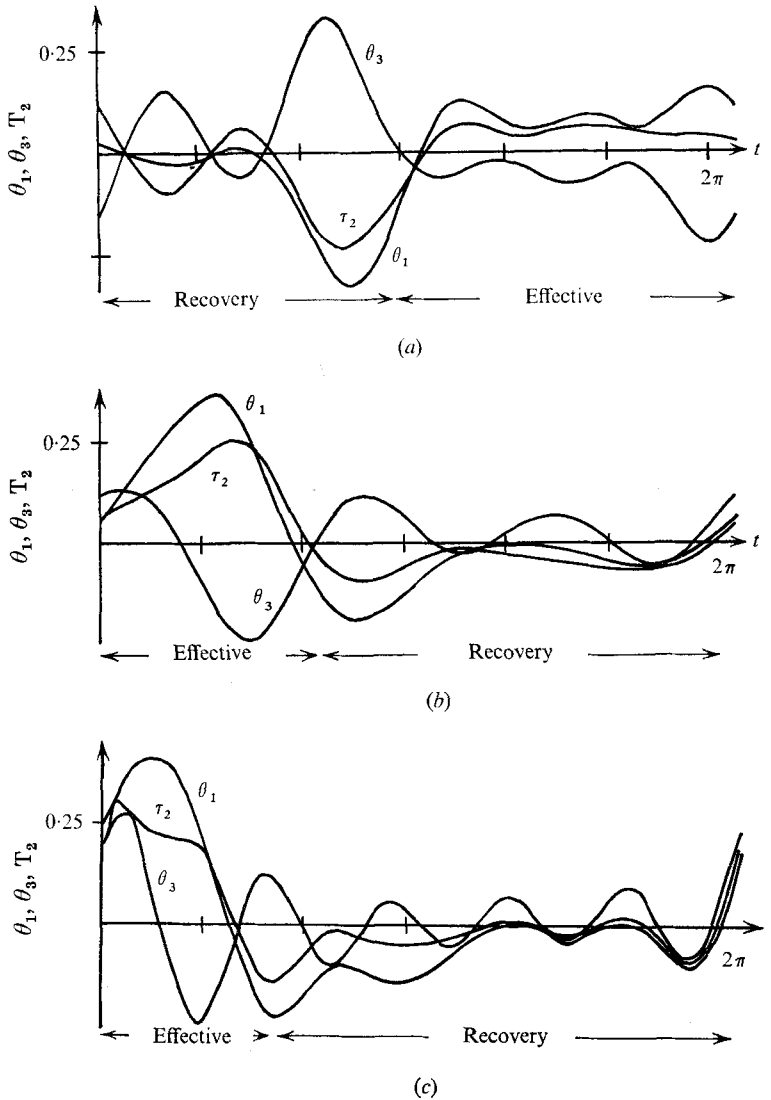 0·25
θ₁, θ₃, T₂
θ₃
τ₂
θ₁
t
2π
Recovery
Effective
(a)
0·25
θ₁, θ₃, T₂
θ₁
τ₂
θ₃
t
2π
Effective
Recovery
(b)
0·25
θ₁, θ₃, T₂
θ₁
τ₂
θ₃
2π
Effective
Recovery
(c)